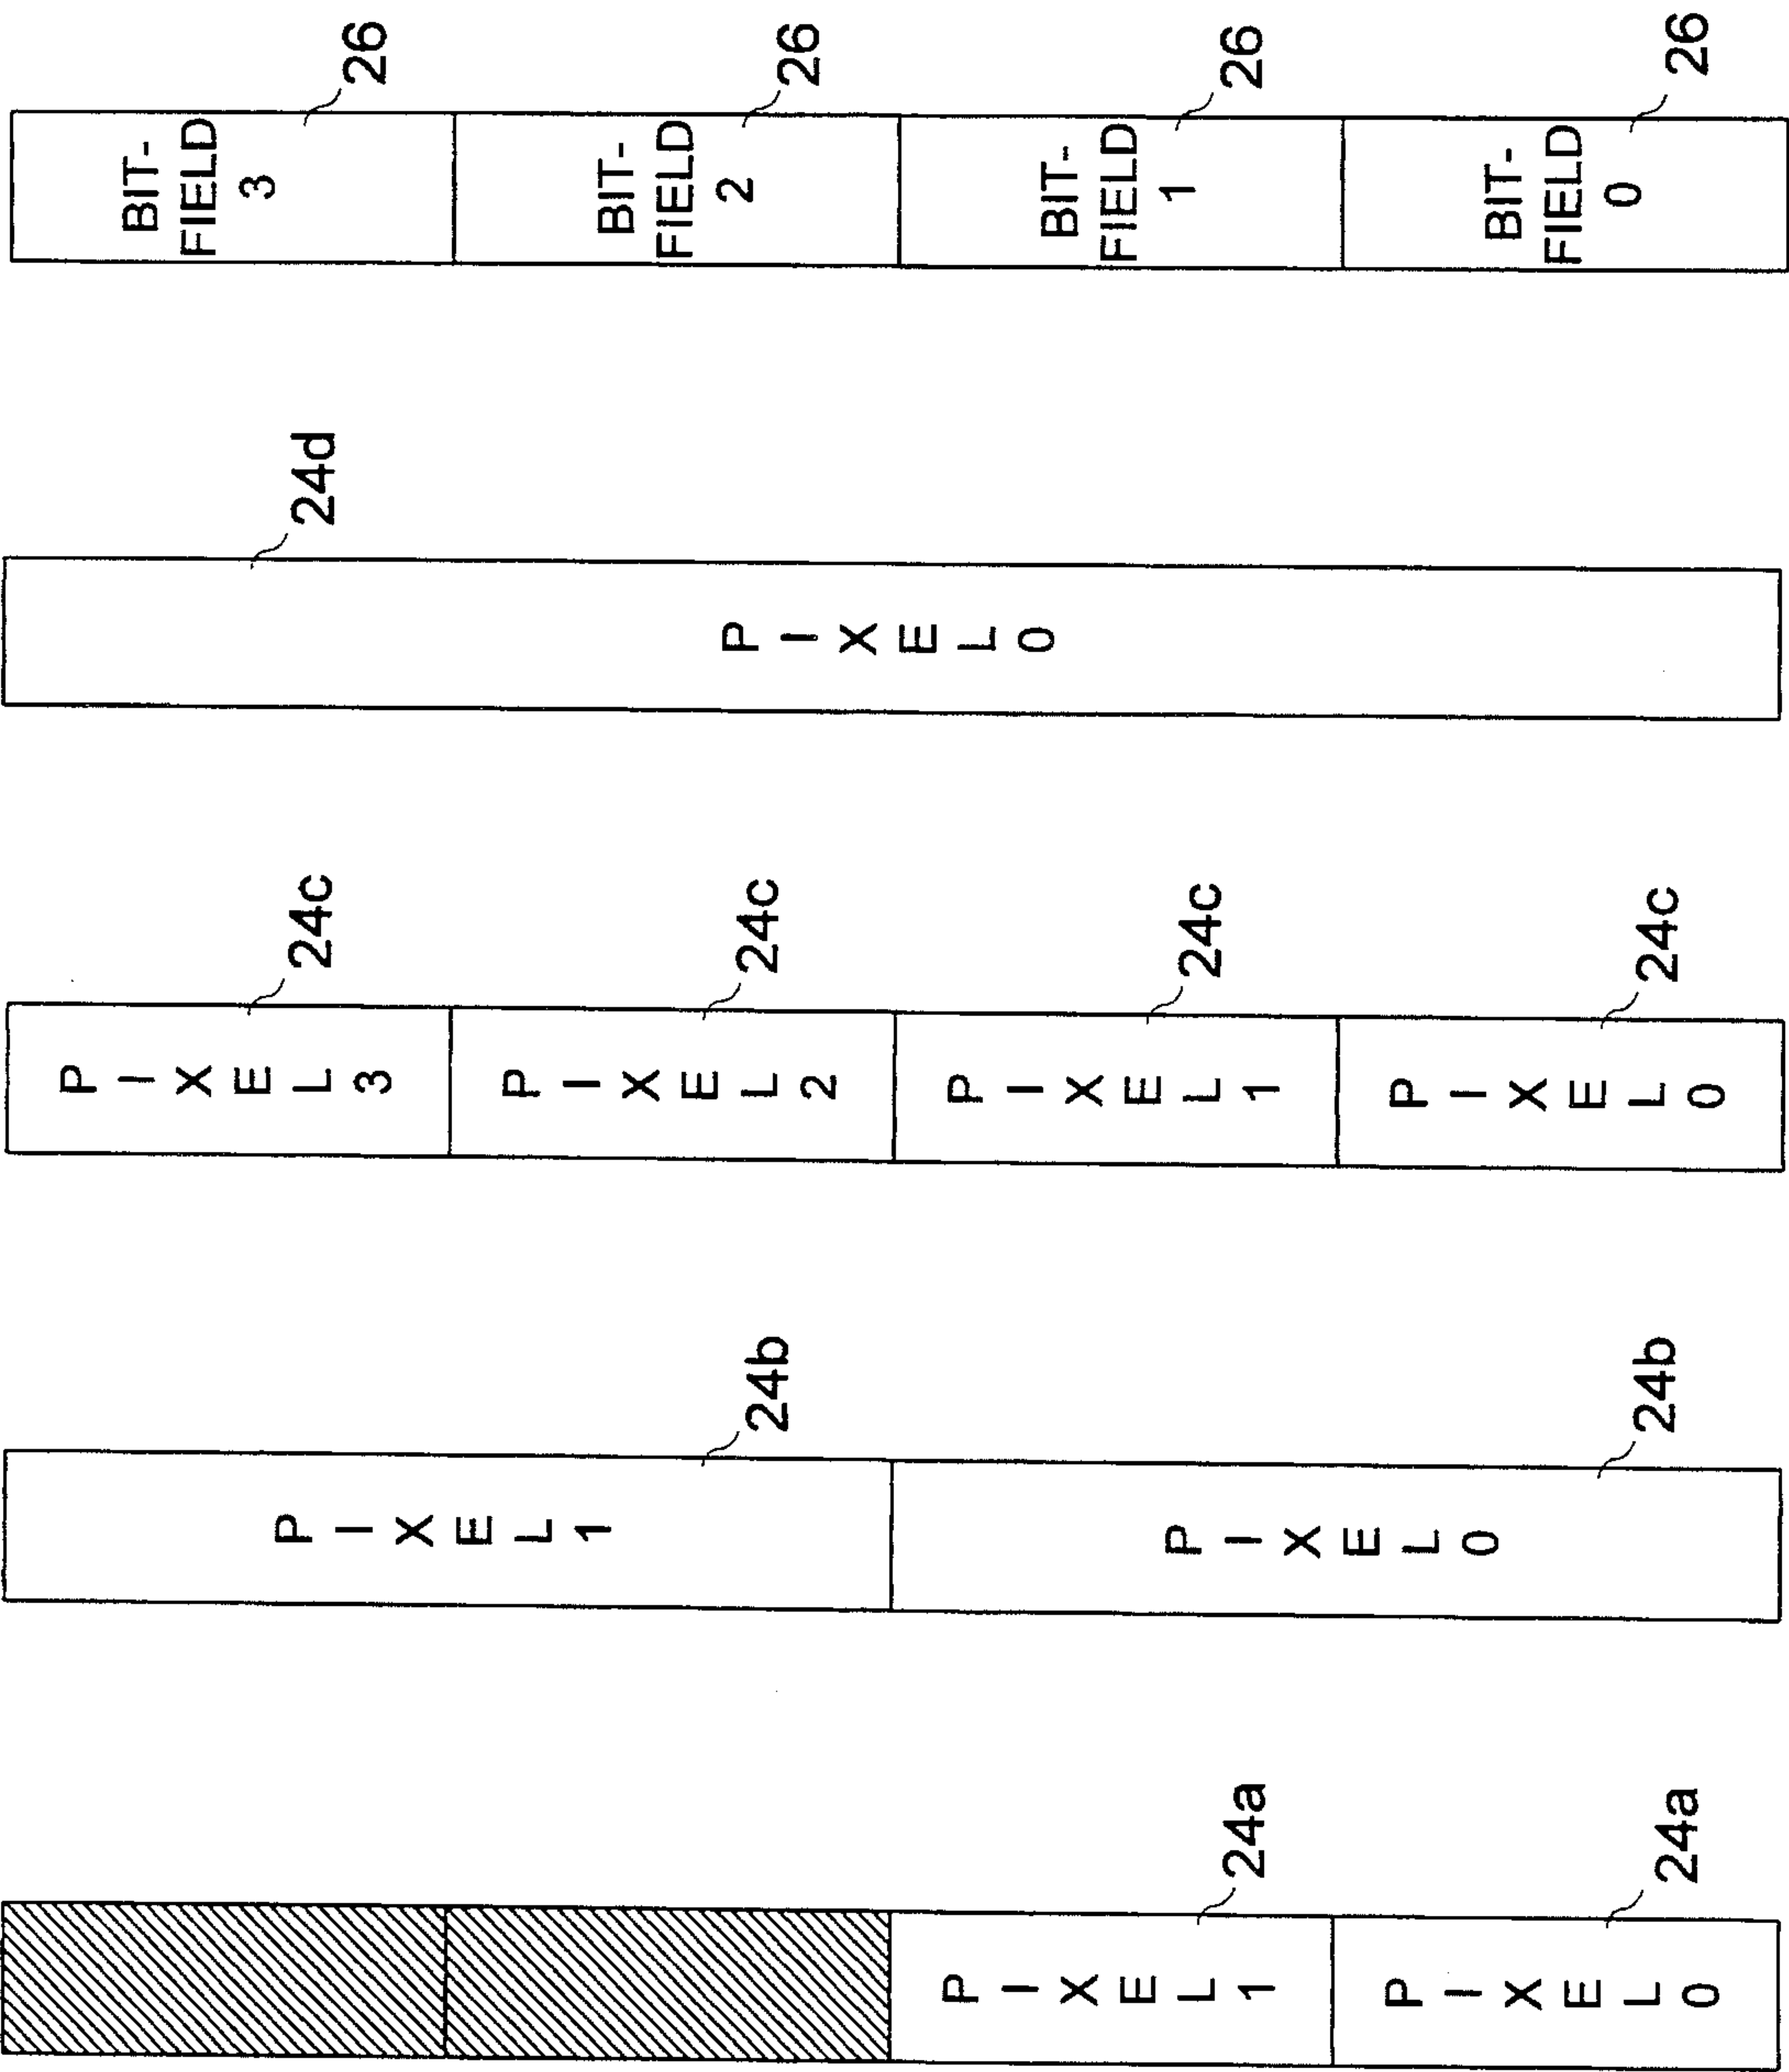 PIXEL 1
24a
PIXEL 0
24a
PIXEL 1
24b
PIXEL 0
24b
PIXEL 3
24c
PIXEL 2
24c
PIXEL 1
24c
PIXEL 0
24c
PIXEL 0
24d
BIT-
FIELD
3
26
BIT-
FIELD
2
26
BIT-
FIELD
1
26
BIT-
FIELD
0
26